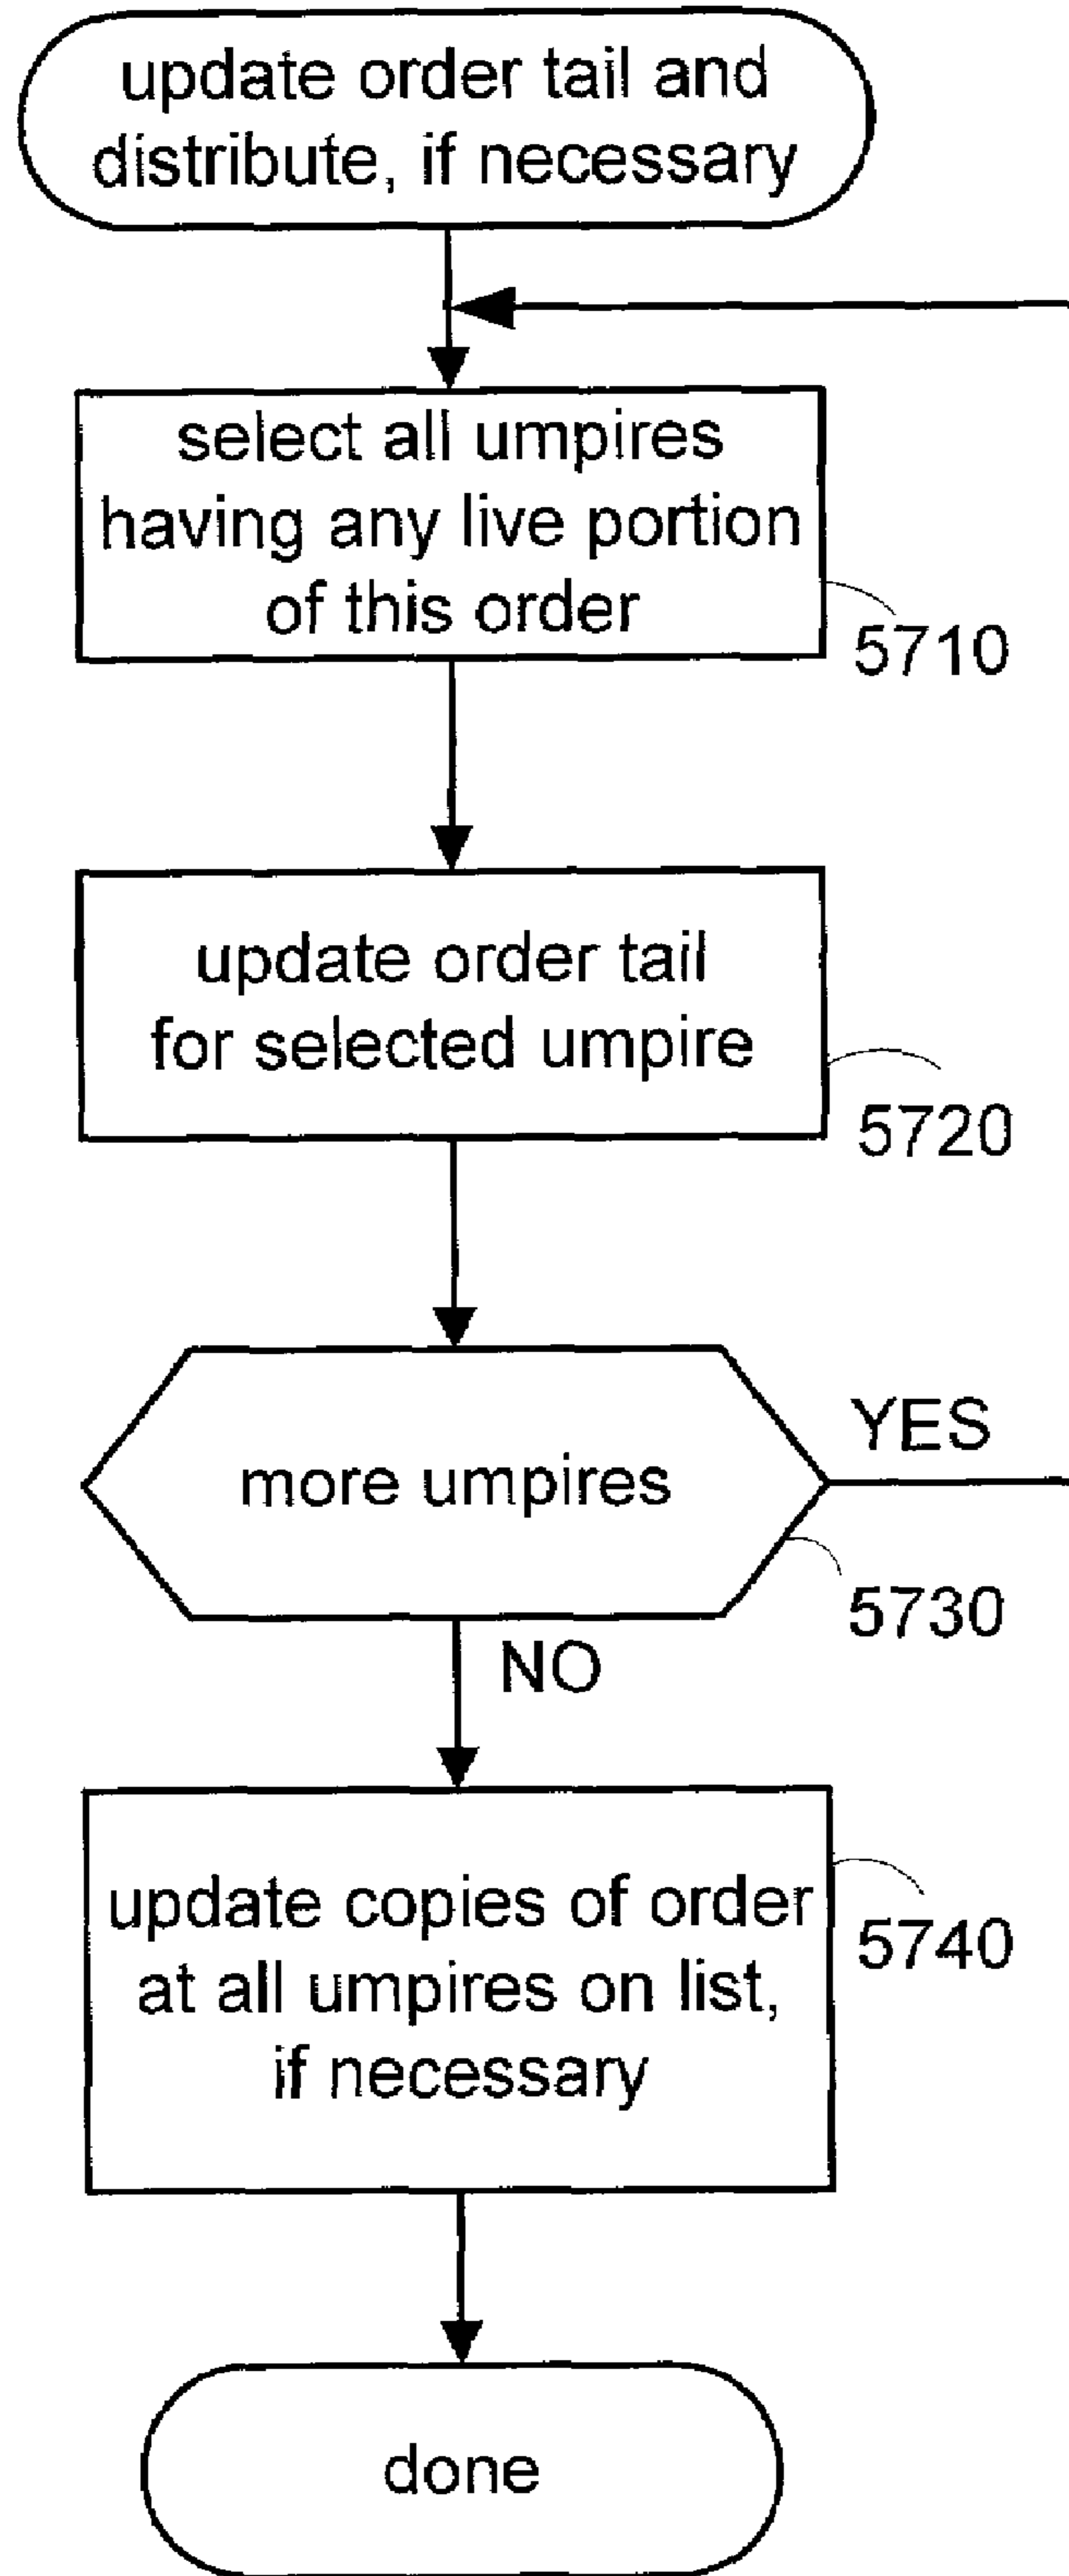 update order tail and
distribute, if necessary
select all umpires
having any live portion
of this order
5710
update order tail
for selected umpire
5720
more umpires
YES
5730
NO
update copies of order
at all umpires on list,
if necessary
5740
done